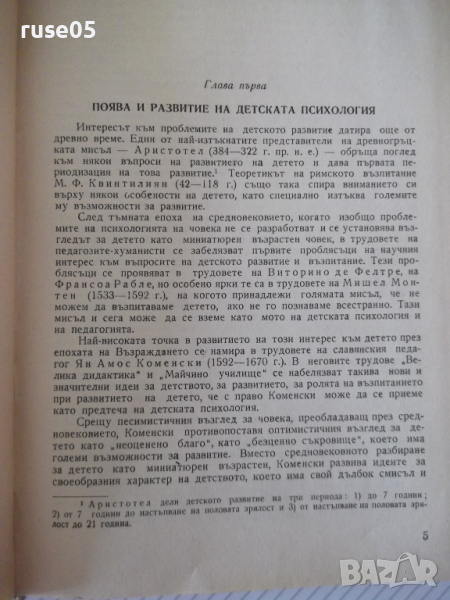 ruse05
Глава първа
ПОЯВА И РАЗВИТИЕ НА ДЕТСКАТА ПСИХОЛОГИЯ
Интересът към проблемите на детското развитие датира още от
древно време. Един от най-изтъкнатите представители на древногръц-
ката мисъл — Аристотел (384—322 г. пр. н. е.) — обръща поглед
към някои въпроси на развитието на детето и дава първата пе-
риодизация на това развитие.¹ Теоретикът на римското възпитание
М. Ф. Квинтилиян (42—118 г.) също така спира вниманието си
върху някои особености на детето, като специално изтъква големите
му възможности за развитие.
След тъмната епоха на средновековието, когато изобщо пробле-
мите на психологията на човека не се разработват и се установява въз-
гледът за детето като миниатюрен възрастен човек, в трудовете на
педагозите-хуманисти се забелязват първите проблясъци на научния
интерес към въпросите на детското развитие и възпитание. Тези про-
блясъци се проявяват в трудовете на Виторино де Фелтре, на
Франсоа Рабле, но особено ярки те са в трудовете на Мишел Мон-
тен (1533—1592 г.), на когото принадлежи голямата мисъл, че не
можем да възпитаваме детето, ако не го познаваме всестранно. Тази
мисъл и сега може да се вземе като мото на детската психология и
на педагогията.
Най-високата точка в развитието на този интерес към детето през
епохата на Възраждането се намира в трудовете на славянския педа-
гог Ян Амос Коменски (1592—1670 г.). В неговите трудове „Ве-
лика дидактика" и „Майчино училище" се набелязват такива нови и
значителни идеи за детството, за развитието, за ролята на възпитанието
при развитието на детето, че с право Коменски може да се приеме
като предтеча на детската психология.
Срещу песимистичния възглед за човека, преобладаващ през сред-
новековието, Коменски противопоставя оптимистичния възглед за де-
тето като „неоценено благо", като „безценно съкровище", което има
големи възможности за развитие. Вместо средновековното разбиране
за детето като миниатюрен възрастен, Коменски развива идеите за
своеобразния характер на детството, което има свой дълбок смисъл и
¹ Аристотел дели детското развитие на три периода: 1) до 7 години;
2) от 7 години до настъпване на половата зрялост и 3) от настъпване на половата зря-
лост до 21 година.
5
BAZAR
bg